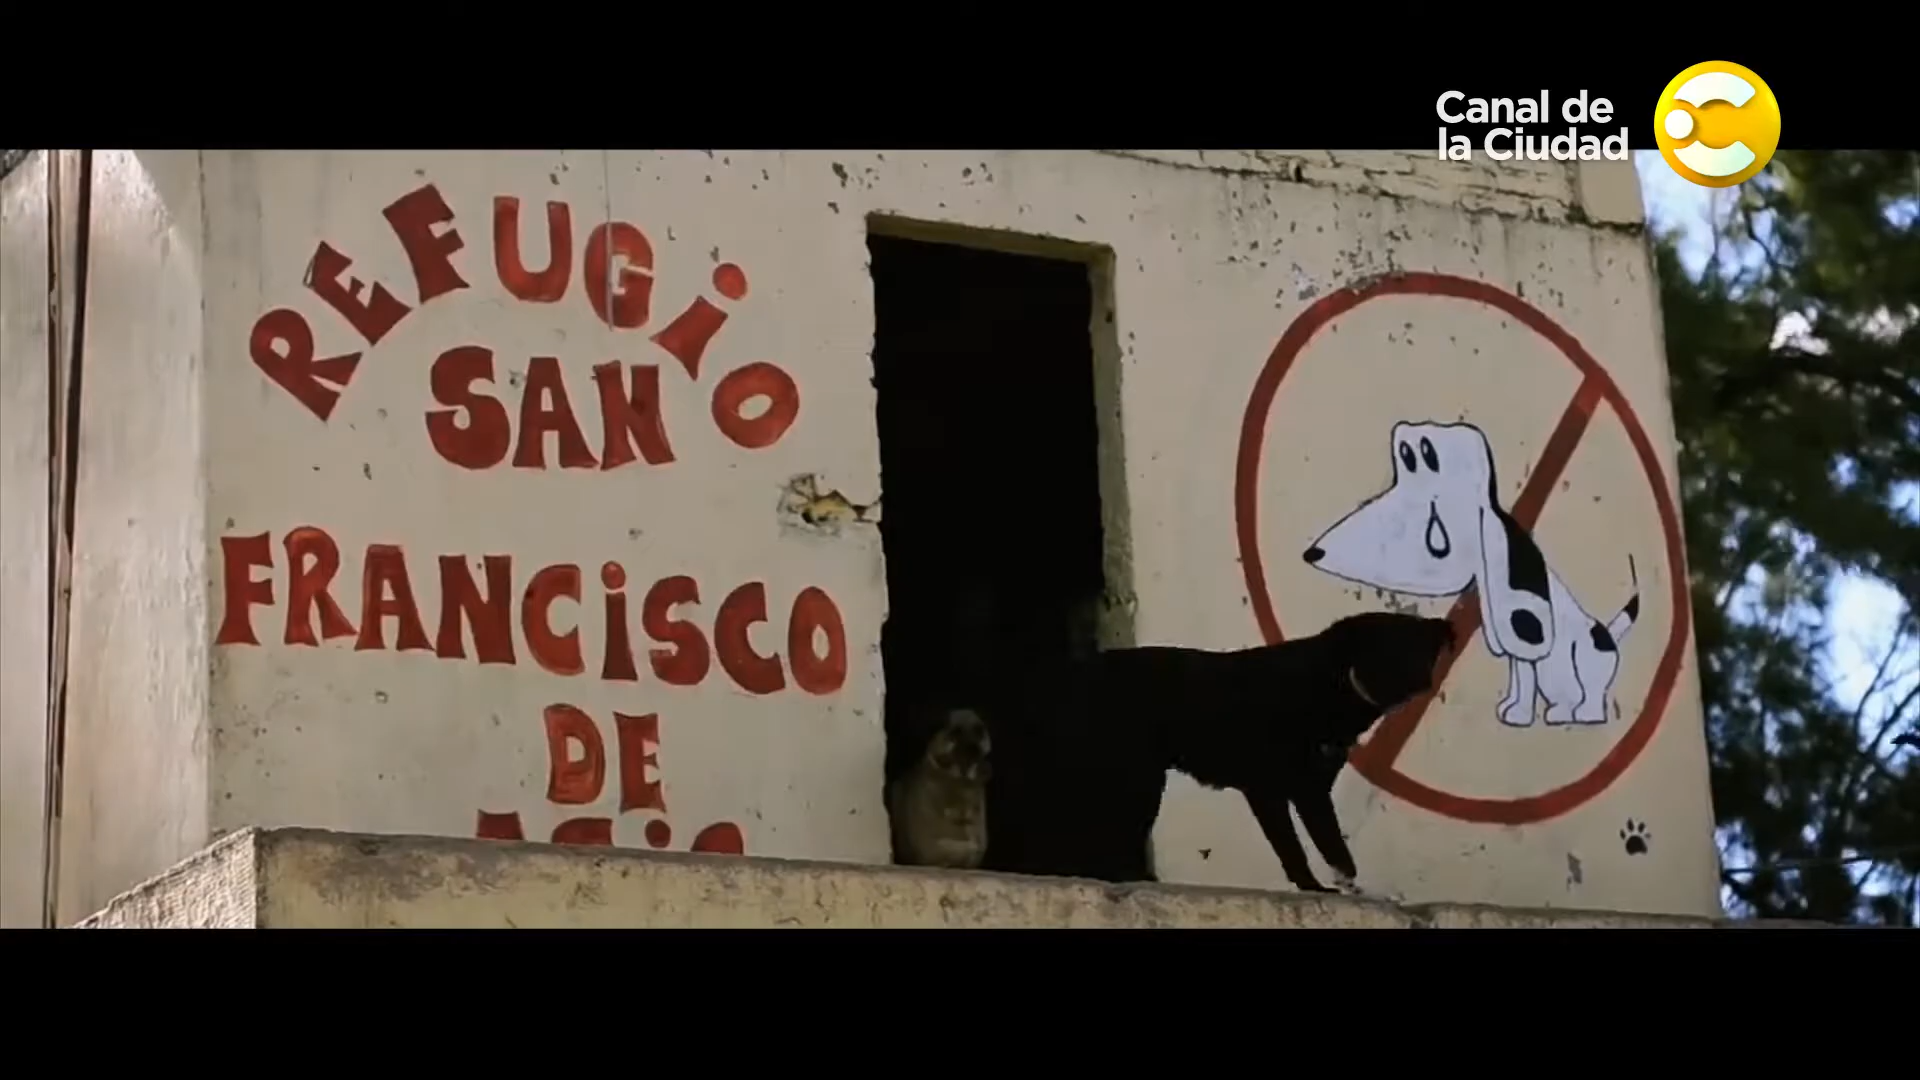 Canal de
la Ciudad
REFUGiO
SAN
FRANCiSCO
DE